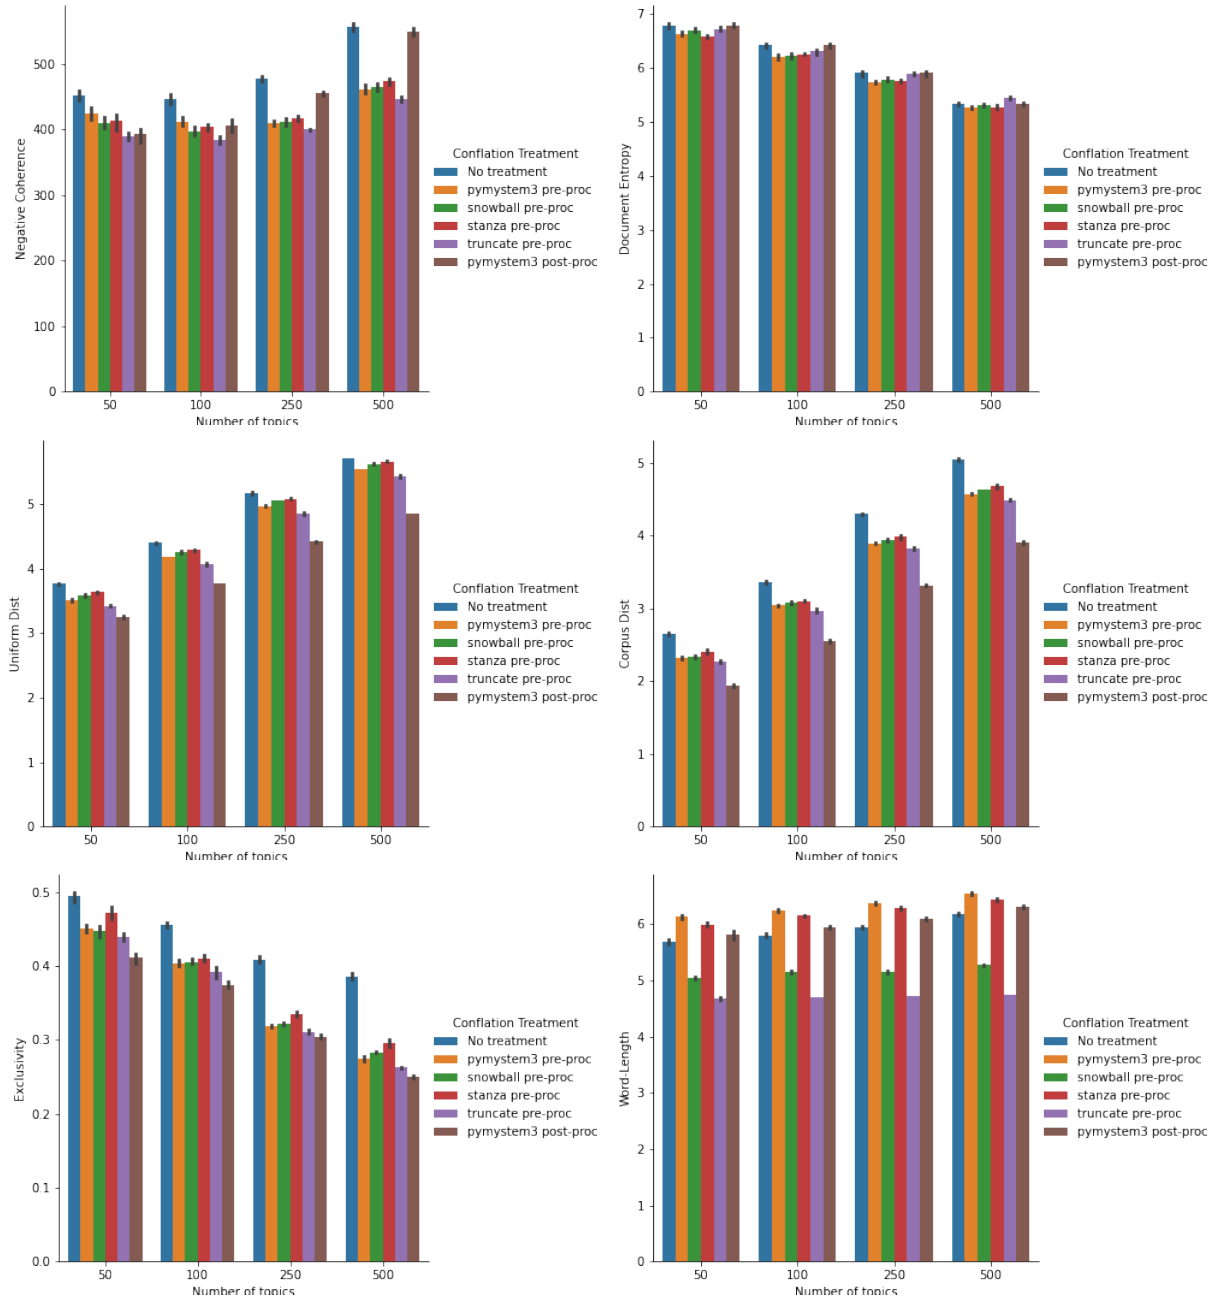 Negative Coherence
500
400
300
200
100
0
50 100 250 500
Number of topics
Conflation Treatment
No treatment
pymystem3 pre-proc
snowball pre-proc
stanza pre-proc
truncate pre-proc
pymystem3 post-proc
Document Entropy
7
6
5
4
3
2
1
0
50 100 250 500
Number of topics
Conflation Treatment
No treatment
pymystem3 pre-proc
snowball pre-proc
stanza pre-proc
truncate pre-proc
pymystem3 post-proc
Uniform Dist
5
4
3
2
1
0
50 100 250 500
Number of topics
Conflation Treatment
No treatment
pymystem3 pre-proc
snowball pre-proc
stanza pre-proc
truncate pre-proc
pymystem3 post-proc
Corpus Dist
5
4
3
2
1
0
50 100 250 500
Number of topics
Conflation Treatment
No treatment
pymystem3 pre-proc
snowball pre-proc
stanza pre-proc
truncate pre-proc
pymystem3 post-proc
Exclusivity
0.5
0.4
0.3
0.2
0.1
0.0
50 100 250 500
Number of topics
Conflation Treatment
No treatment
pymystem3 pre-proc
snowball pre-proc
stanza pre-proc
truncate pre-proc
pymystem3 post-proc
Word-Length
6
5
4
3
2
1
0
50 100 250 500
Number of topics
Conflation Treatment
No treatment
pymystem3 pre-proc
snowball pre-proc
stanza pre-proc
truncate pre-proc
pymystem3 post-proc